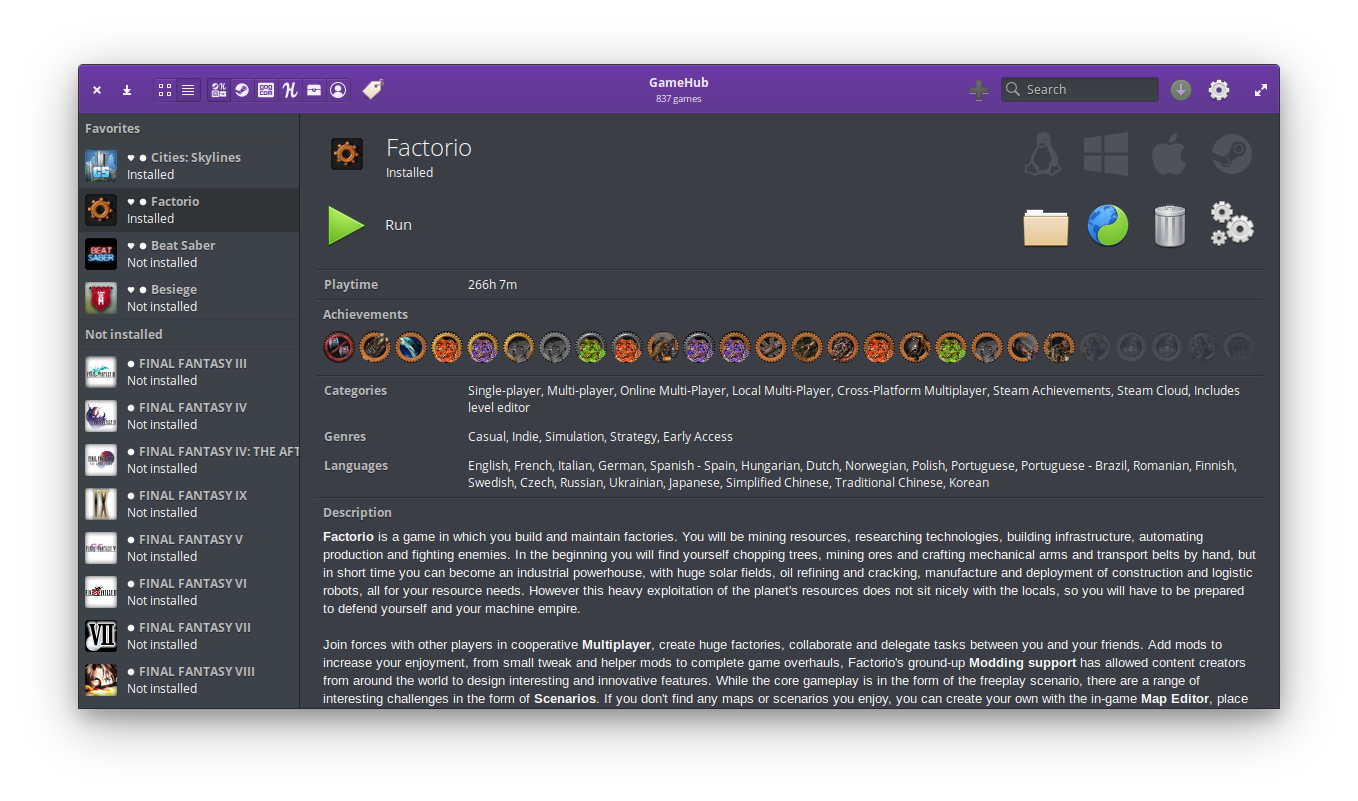 GameHub
837 games
Search
Favorites
Cities: Skylines
Installed
Factorio
Installed
BEAT SABER
Beat Saber
Not installed
Besiege
Not installed
Not installed
FINAL FANTASY III
Not installed
FINAL FANTASY IV
Not installed
FINAL FANTASY IV: THE AFT
Not installed
IX
FINAL FANTASY IX
Not installed
FINAL FANTASY V
Not installed
FINAL FANTASY VI
Not installed
VII
FINAL FANTASY VII
Not installed
FINAL FANTASY VIII
Not installed
Factorio
Installed
Run
Playtime 266h 7m
Achievements
Categories Single-player, Multi-player, Online Multi-Player, Local Multi-Player, Cross-Platform Multiplayer, Steam Achievements, Steam Cloud, Includes
level editor
Genres Casual, Indie, Simulation, Strategy, Early Access
Languages English, French, Italian, German, Spanish - Spain, Hungarian, Dutch, Norwegian, Polish, Portuguese, Portuguese - Brazil, Romanian, Finnish,
Swedish, Czech, Russian, Ukrainian, Japanese, Simplified Chinese, Traditional Chinese, Korean
Description
Factorio is a game in which you build and maintain factories. You will be mining resources, researching technologies, building infrastructure, automating
production and fighting enemies. In the beginning you will find yourself chopping trees, mining ores and crafting mechanical arms and transport belts by hand, but
in short time you can become an industrial powerhouse, with huge solar fields, oil refining and cracking, manufacture and deployment of construction and logistic
robots, all for your resource needs. However this heavy exploitation of the planet's resources does not sit nicely with the locals, so you will have to be prepared
to defend yourself and your machine empire.
Join forces with other players in cooperative Multiplayer, create huge factories, collaborate and delegate tasks between you and your friends. Add mods to
increase your enjoyment, from small tweak and helper mods to complete game overhauls, Factorio's ground-up Modding support has allowed content creators
from around the world to design interesting and innovative features. While the core gameplay is in the form of the freeplay scenario, there are a range of
interesting challenges in the form of Scenarios. If you don't find any maps or scenarios you enjoy, you can create your own with the in-game Map Editor, place